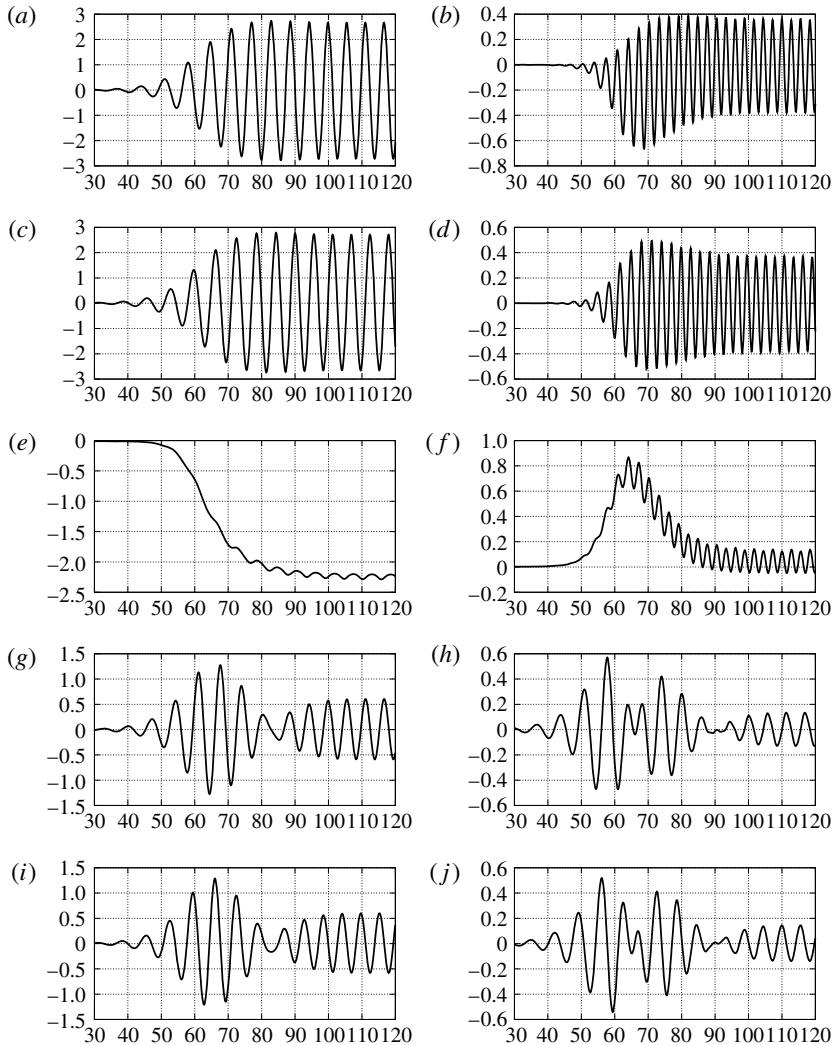 (a) 3 2 1 0 −1 −2 −3
30 40 50 60 70 80 90 100 110 120
(b) 0.4 0.2 0 −0.2 −0.4 −0.6 −0.8
30 40 50 60 70 80 90 100 110 120
(c) 3 2 1 0 −1 −2 −3
30 40 50 60 70 80 90 100 110 120
(d) 0.6 0.4 0.2 0 −0.2 −0.4 −0.6
30 40 50 60 70 80 90 100 110 120
(e) 0 −0.5 −1.0 −1.5 −2.0 −2.5
30 40 50 60 70 80 90 100 110 120
(f) 1.0 0.8 0.6 0.4 0.2 0 −0.2
30 40 50 60 70 80 90 100 110 120
(g) 1.5 1.0 0.5 0 −0.5 −1.0 −1.5
30 40 50 60 70 80 90 100 110 120
(h) 0.6 0.4 0.2 0 −0.2 −0.4 −0.6
30 40 50 60 70 80 90 100 110 120
(i) 1.5 1.0 0.5 0 −0.5 −1.0 −1.5
30 40 50 60 70 80 90 100 110 120
(j) 0.6 0.4 0.2 0 −0.2 −0.4 −0.6
30 40 50 60 70 80 90 100 110 120